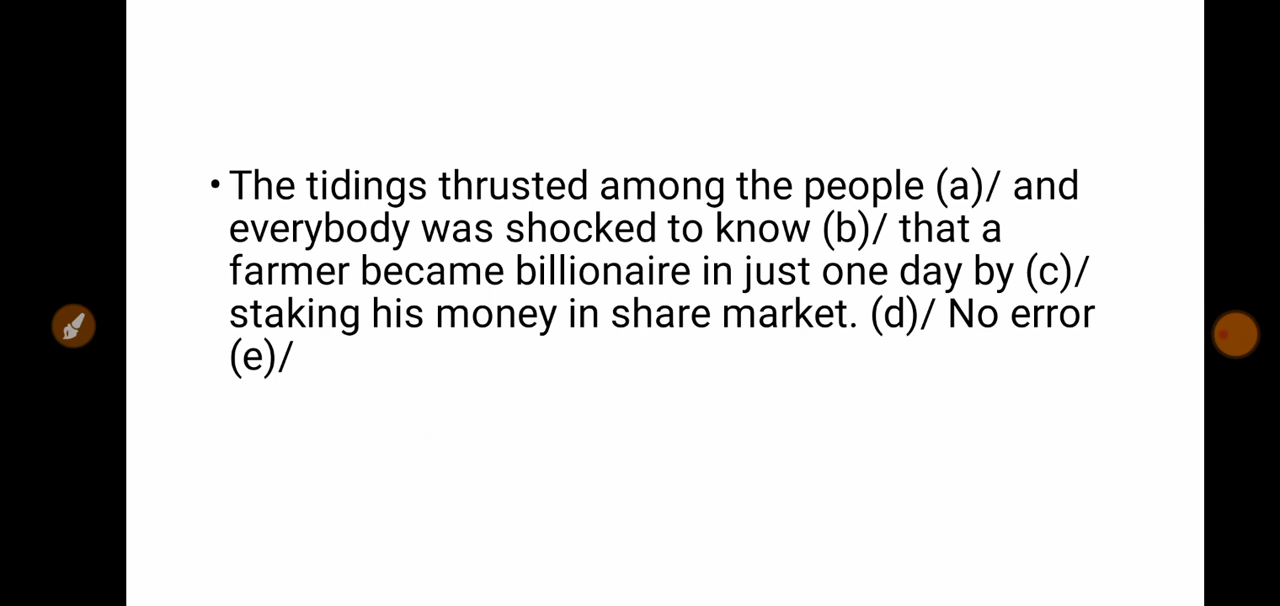 • The tidings thrusted among the people (a)/ and
everybody was shocked to know (b)/ that a
farmer became billionaire in just one day by (c)/
staking his money in share market. (d)/ No error
(e)/